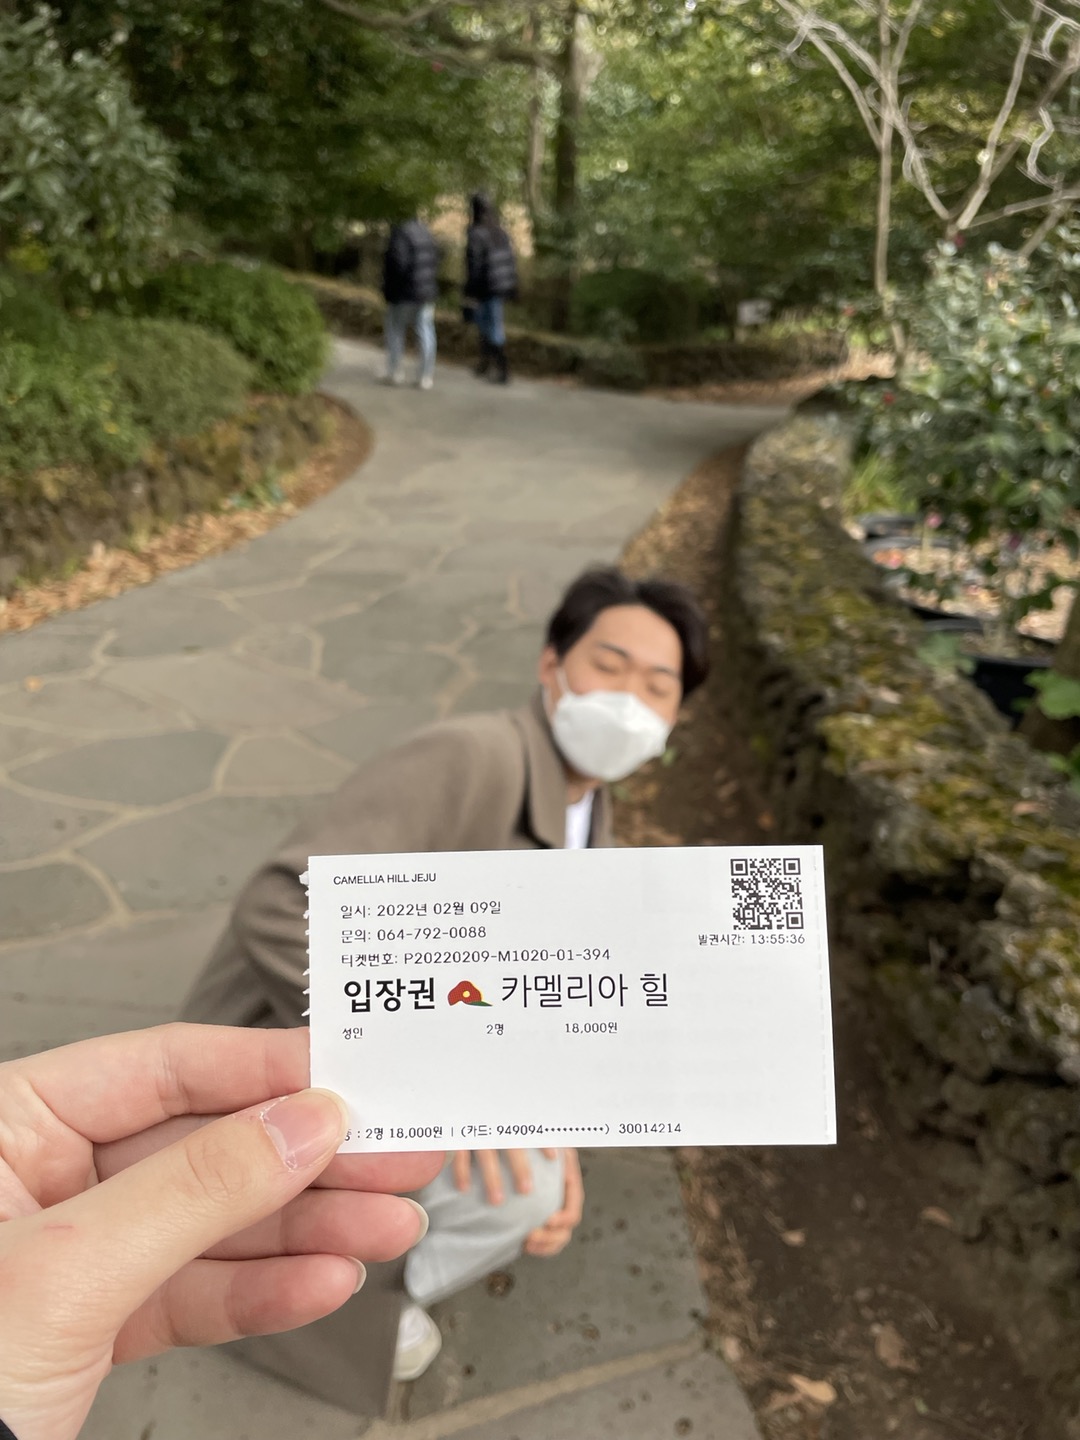 CAMELLIA HILL JEJU
일시: 2022년 02월 09일
문의: 064-792-0088
발권시간: 13:55:36
티켓번호: P20220209-M1020-01-394
입장권 카멜리아 힐
성인 2명 18,000원
: 2명 18,000원 | (카드: 949094**********) 30014214